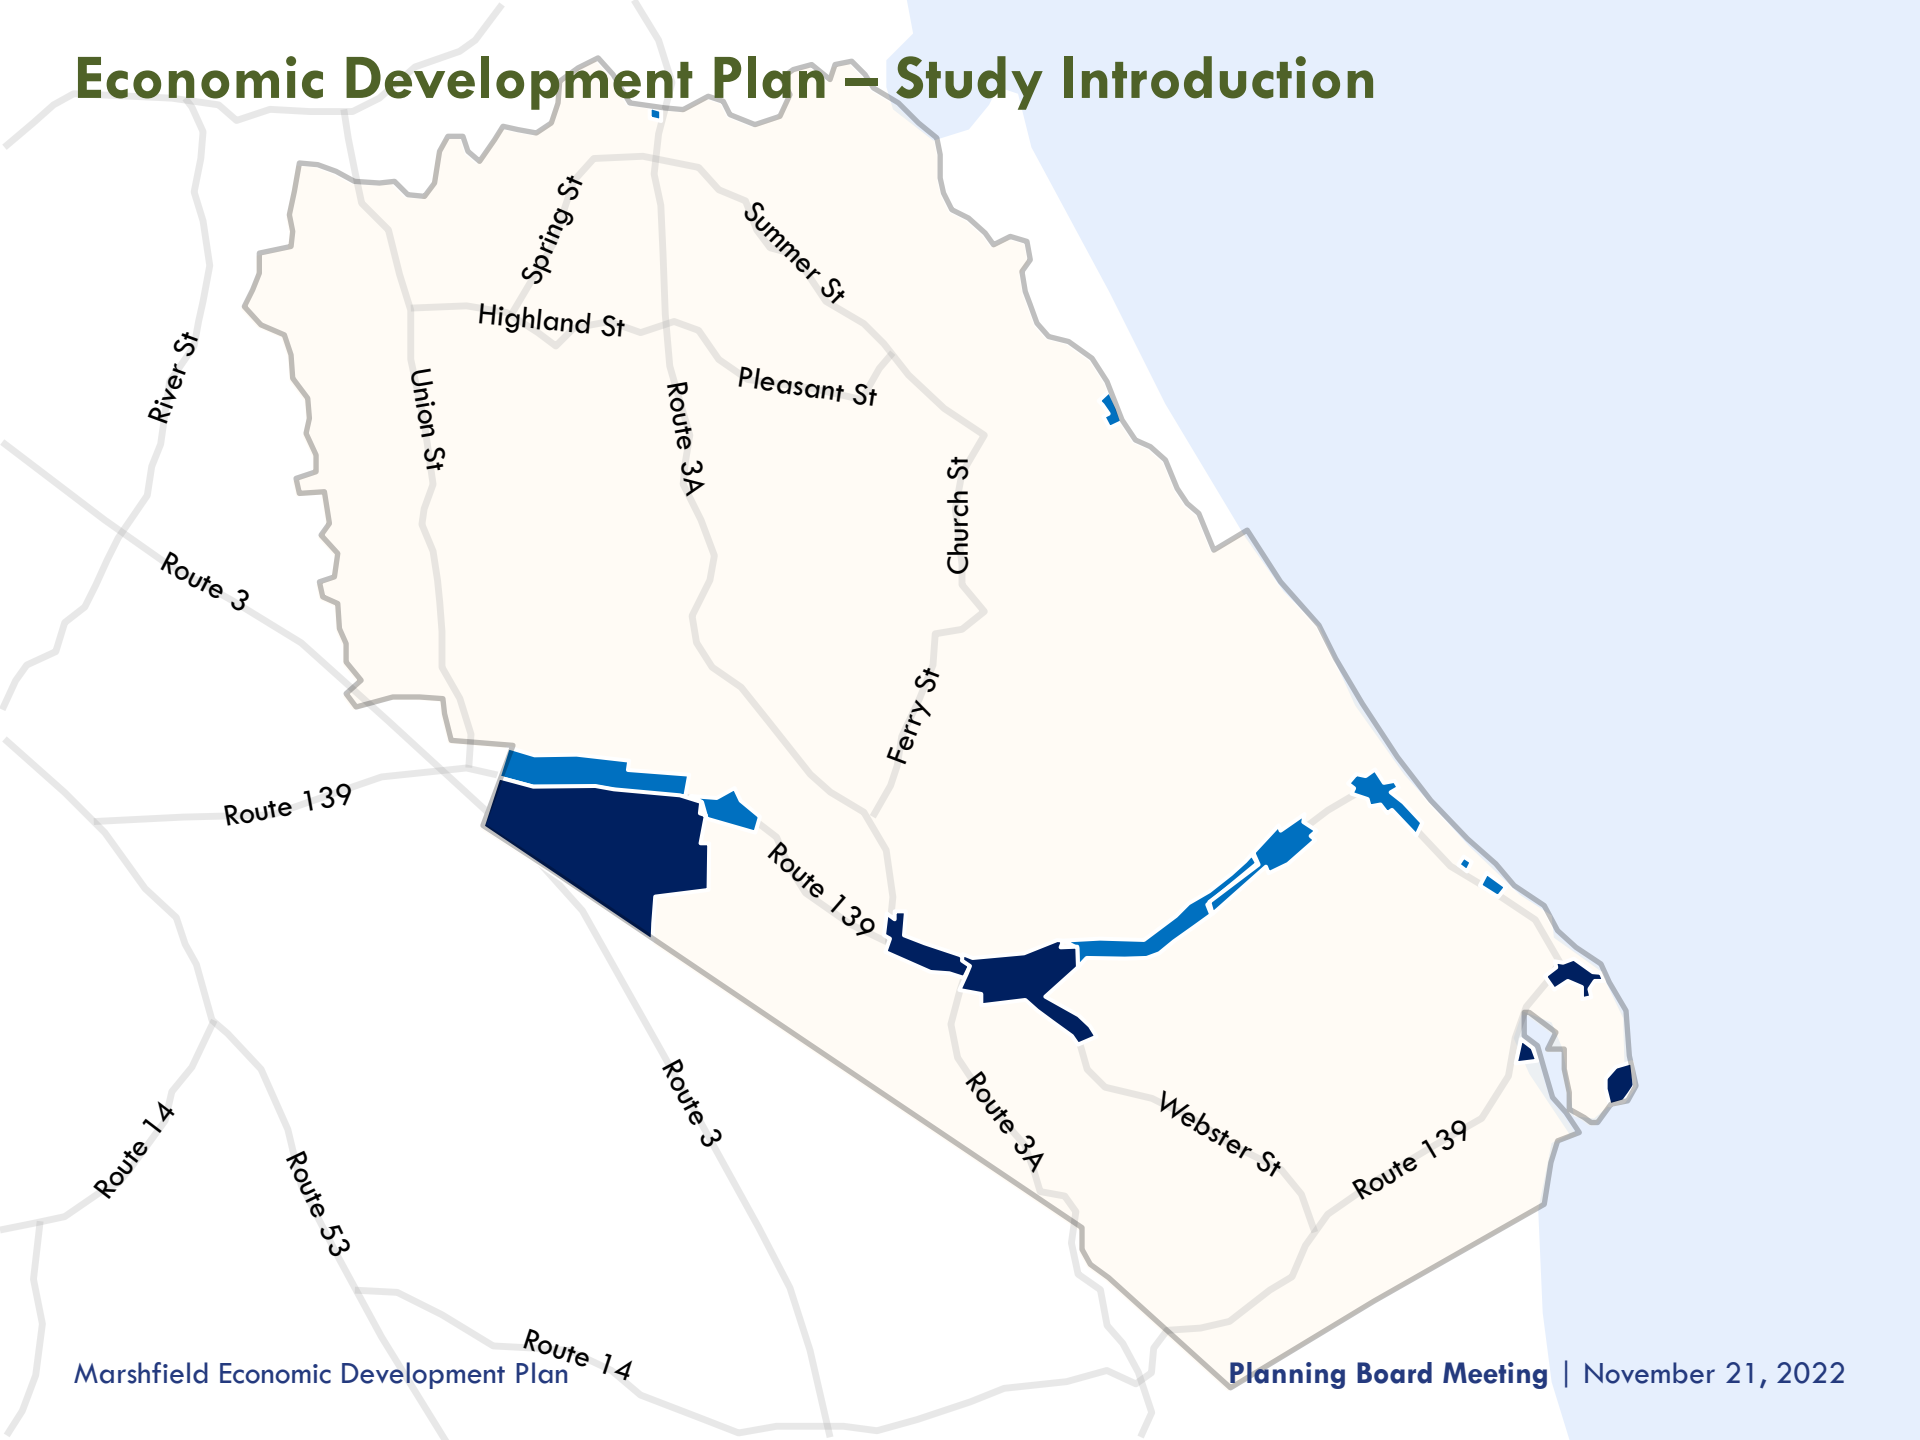 Economic Development Plan – Study Introduction
Spring St
Summer St
Highland St
River St
Union St
Route 3A
Pleasant St
Church St
Route 3
Ferry St
Route 139
Route 139
Route 3
Route 3A
Webster St
Route 139
Route 14
Route 53
Route 14
Marshfield Economic Development Plan
Planning Board Meeting | November 21, 2022